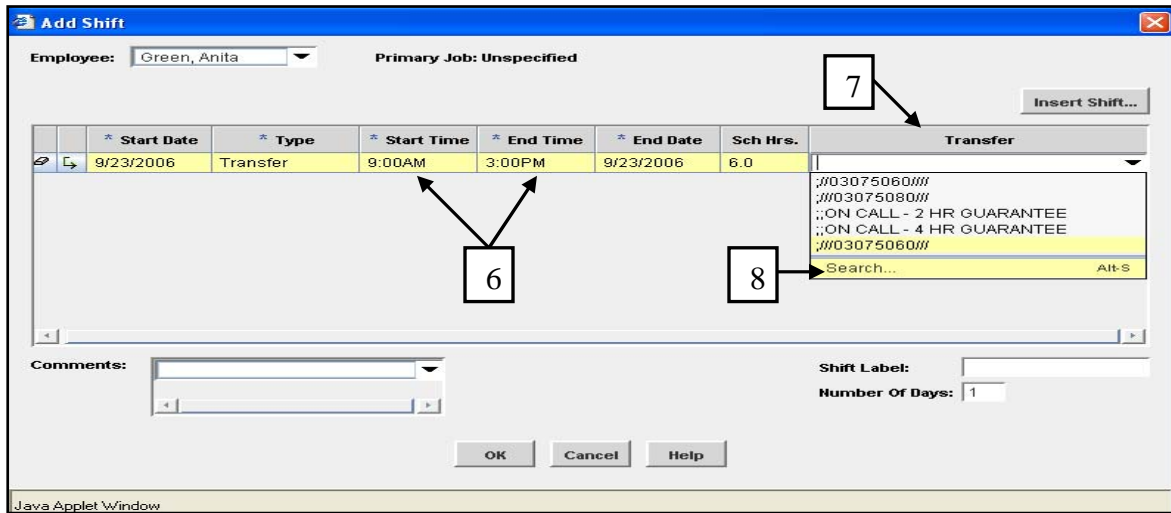 Add Shift
Employee: Green, Anita Primary Job: Unspecified
7
Insert Shift...
* Start Date * Type * Start Time * End Time * End Date Sch Hrs. Transfer
9/23/2006 Transfer 9:00AM 3:00PM 9/23/2006 6.0
;///03075060////
;///03075080///
;;ON CALL - 2 HR GUARANTEE
;;ON CALL - 4 HR GUARANTEE
;///03075060///
6 8 Search... Alt-S
Comments: Shift Label:
Number Of Days: 1
OK Cancel Help
Java Applet Window